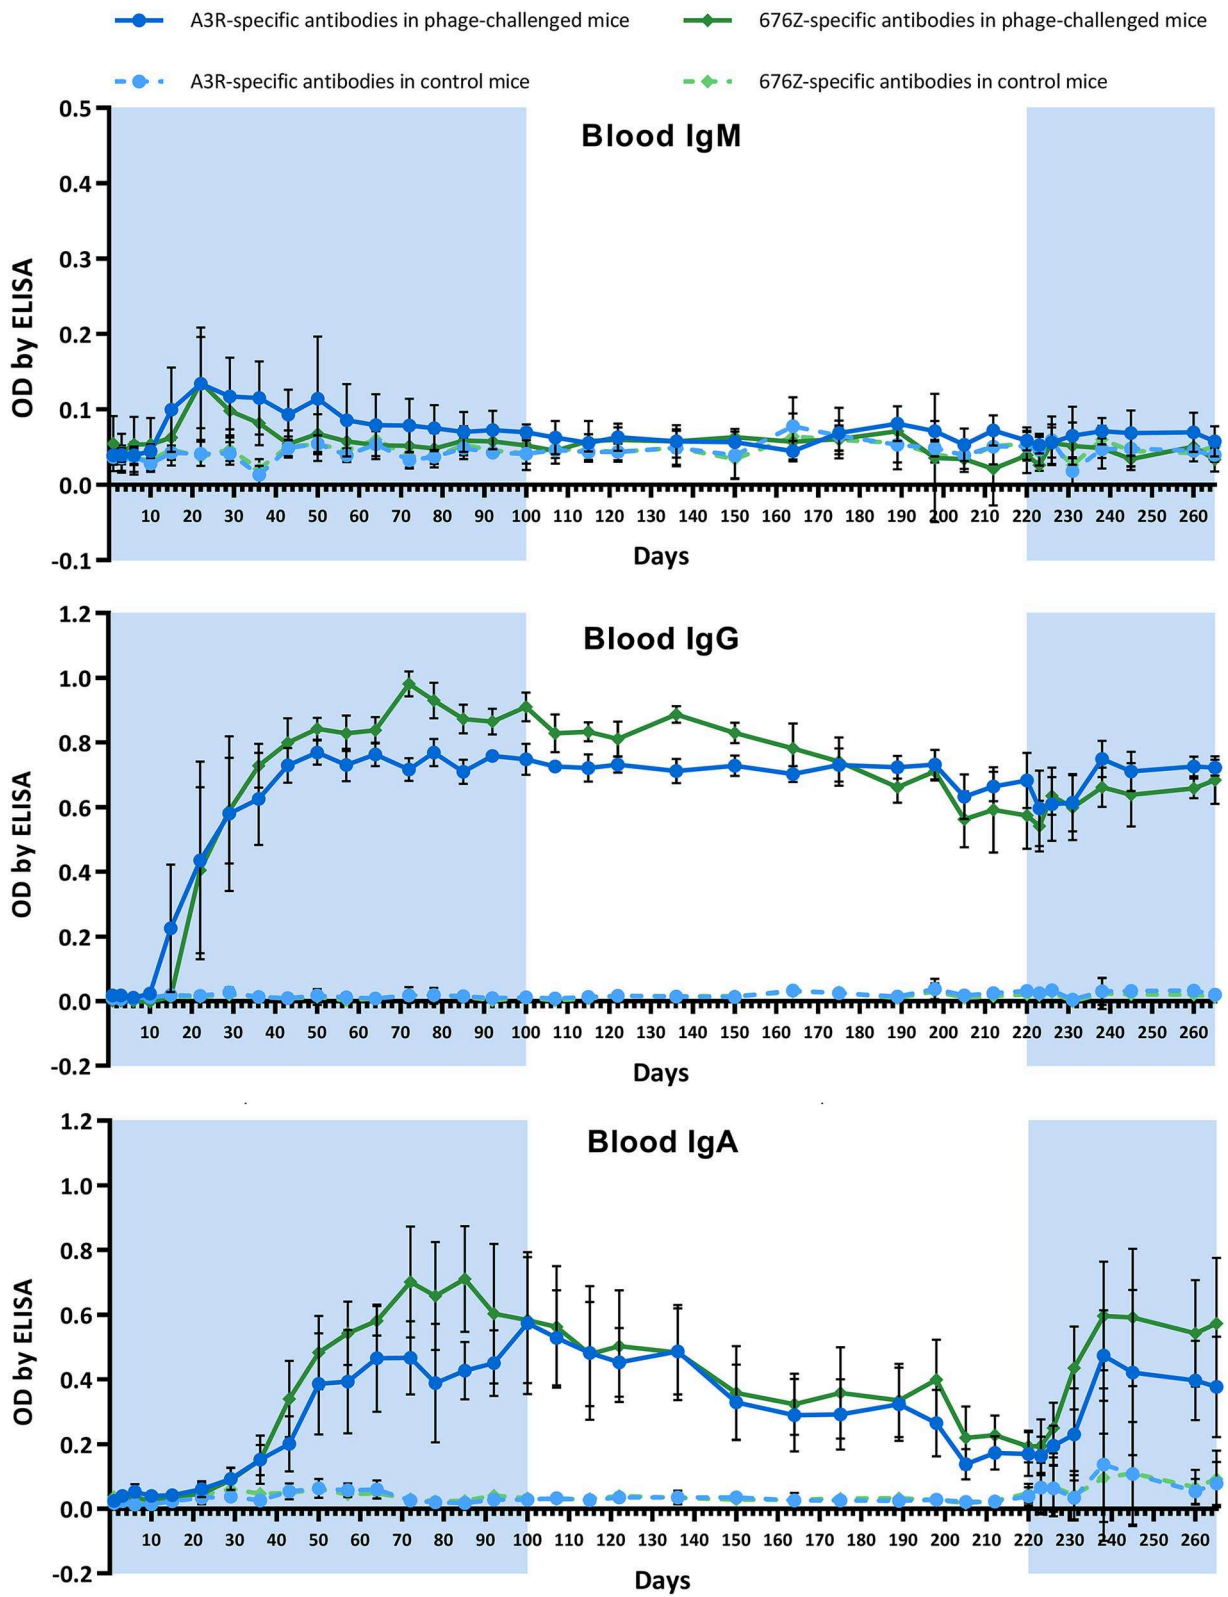 A3R-specific antibodies in phage-challenged mice
676Z-specific antibodies in phage-challenged mice
A3R-specific antibodies in control mice
676Z-specific antibodies in control mice
Blood IgM
OD by ELISA
0.5
0.4
0.3
0.2
0.1
0.0
-0.1
10 20 30 40 50 60 70 80 90 100 110 120 130 140 150 160 170 180 190 200 210 220 230 240 250 260
Days
Blood IgG
OD by ELISA
1.2
1.0
0.8
0.6
0.4
0.2
0.0
-0.2
10 20 30 40 50 60 70 80 90 100 110 120 130 140 150 160 170 180 190 200 210 220 230 240 250 260
Days
Blood IgA
OD by ELISA
1.2
1.0
0.8
0.6
0.4
0.2
0.0
-0.2
10 20 30 40 50 60 70 80 90 100 110 120 130 140 150 160 170 180 190 200 210 220 230 240 250 260
Days